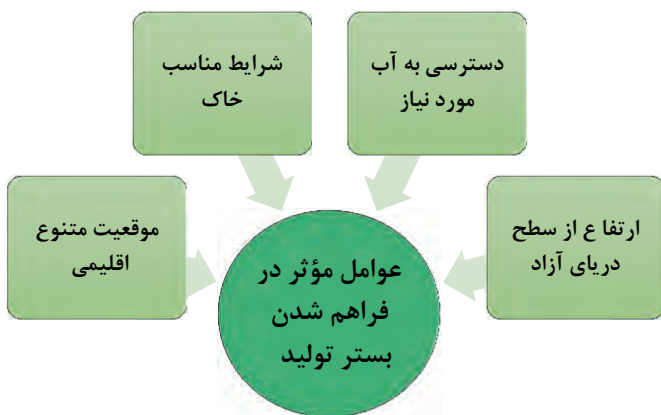 دسترسی به آب
مورد نیاز
شرایط مناسب
خاک
ارتفا ع از سطح
دریای آزاد
موقعیت متنوع
اقلیمی
عوامل مؤثر در
فراهم شدن
بستر تولید